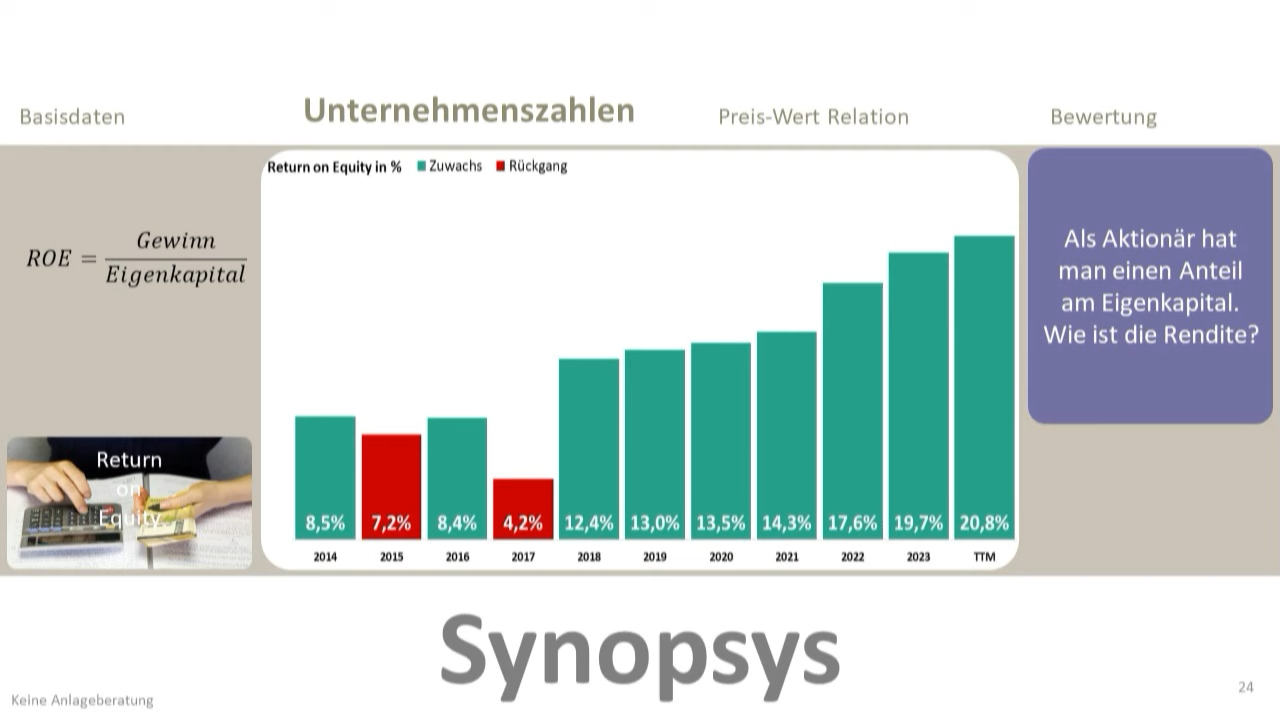 Basisdaten
Unternehmenszahlen
Preis-Wert Relation
Bewertung
ROE = Gewinn
Eigenkapital
Return
on
Equity
Return on Equity in % Zuwachs Rückgang
8,5% 7,2% 8,4% 4,2% 12,4% 13,0% 13,5% 14,3% 17,6% 19,7% 20,8%
2014 2015 2016 2017 2018 2019 2020 2021 2022 2023 TTM
Als Aktionär hat
man einen Anteil
am Eigenkapital.
Wie ist die Rendite?
Synopsys
Keine Anlageberatung
24